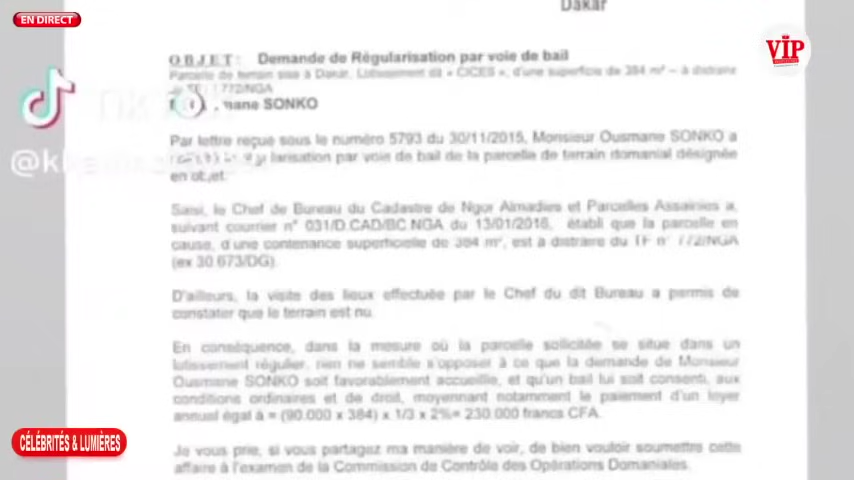 EN DIRECT
Dakar
VIP
OBJET: Demande de Régularisation par voie de bail
Parcelle de terrain sise à Dakar, Lotissement dit « CICES », d'une superficie de 384 m² – à distraire
772/NGA
mane SONKO
Par lettre reçue sous le numéro 5793 du 30/11/2015, Monsieur Ousmane SONKO a
larisation par voie de bail de la parcelle de terrain domanial désignée
en objet.
Saisi, le Chef de Bureau du Cadastre de Ngor Almadies et Parcelles Assainies a,
suivant courrier n° 031/D.CAD/BC.NGA du 13/01/2016, établi que la parcelle en
cause, d'une contenance superficielle de 384 m², est à distraire du TF n° 772/NGA
(ex 30.673/DG).
D'ailleurs, la visite des lieux effectuée par le Chef du dit Bureau a permis de
constater que le terrain est nu.
En conséquence, dans la mesure où la parcelle sollicitée se situe dans un
lotissement régulier, rien ne semble s'opposer à ce que la demande de Monsieur
Ousmane SONKO soit favorablement accueillie, et qu'un bail lui soit consenti, aux
conditions ordinaires et de droit, moyennant notamment le paiement d'un loyer
annuel égal à = (90.000 x 384) x 1/3 x 2%= 230.000 francs CFA.
Je vous prie, si vous partagez ma manière de voir, de bien vouloir soumettre cette
affaire à l'examen de la Commission de Contrôle des Opérations Domaniales.
CÉLÉBRITÉS & LUMIÈRES